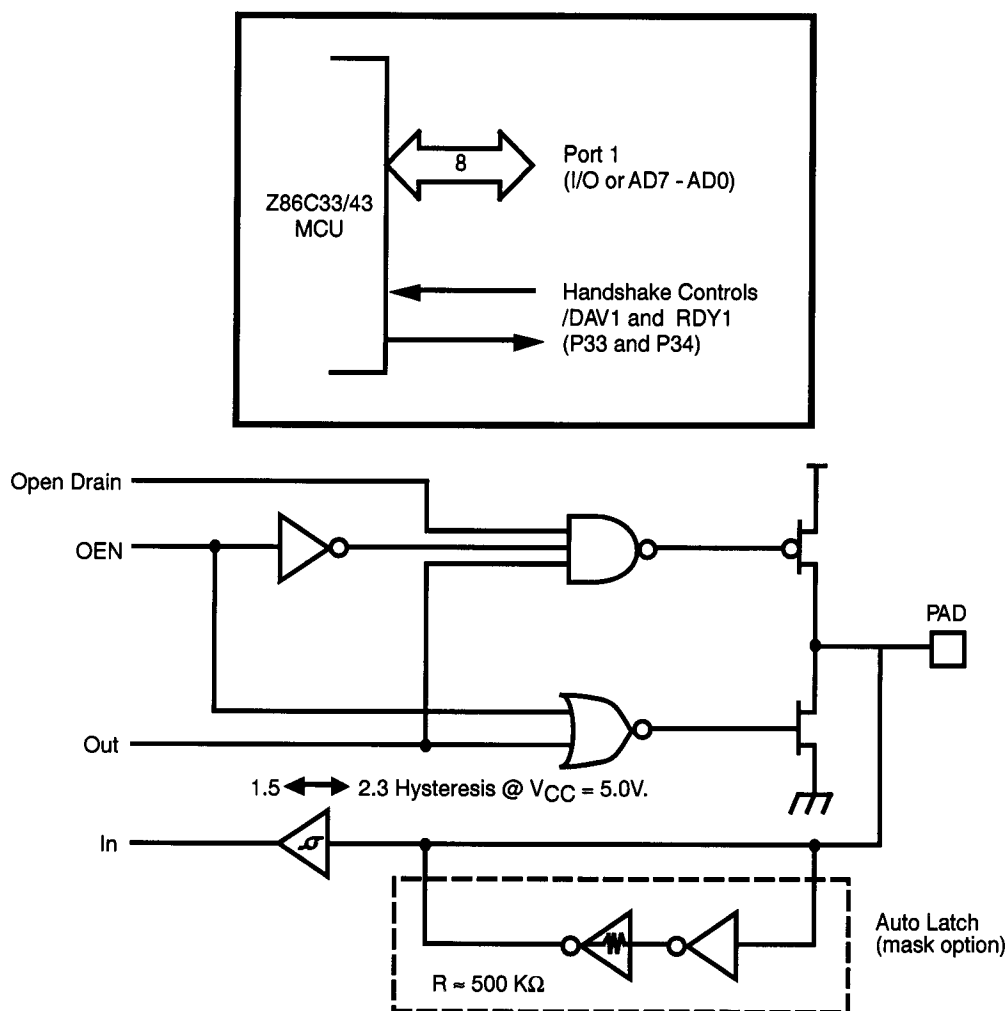 8
Port 1
(I/O or AD7 - AD0)
Z86C33/43
MCU
Handshake Controls
/DAV1 and RDY1
(P33 and P34)
Open Drain
OEN
PAD
Out
1.5 2.3 Hysteresis @ VCC = 5.0V.
In
Auto Latch
(mask option)
R ≈ 500 KΩ